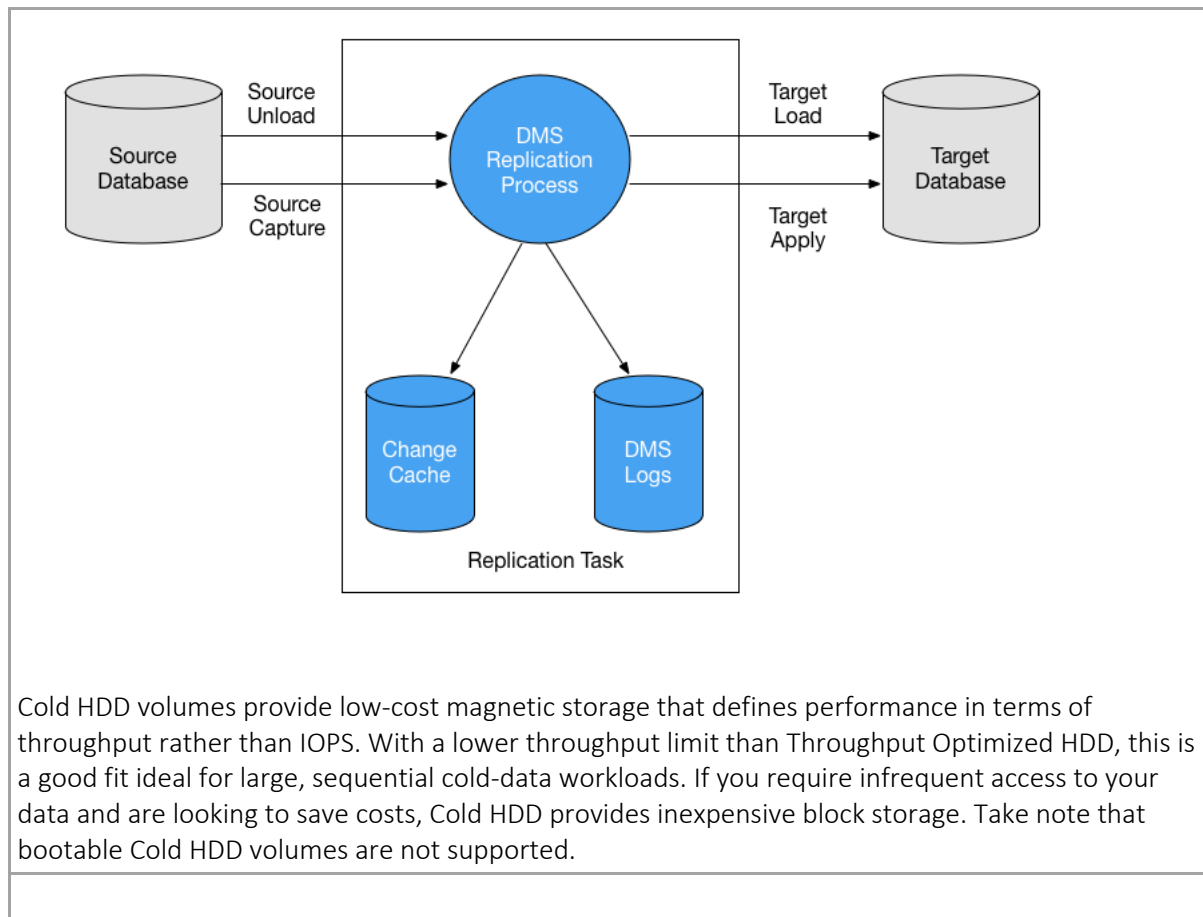 Source
Unload
Target
Load
DMS
Replication
Process
Source
Database
Target
Database
Source
Capture
Target
Apply
Change
Cache
DMS
Logs
Replication Task
Cold HDD volumes provide low-cost magnetic storage that defines performance in terms of
throughput rather than IOPS. With a lower throughput limit than Throughput Optimized HDD, this is
a good fit ideal for large, sequential cold-data workloads. If you require infrequent access to your
data and are looking to save costs, Cold HDD provides inexpensive block storage. Take note that
bootable Cold HDD volumes are not supported.